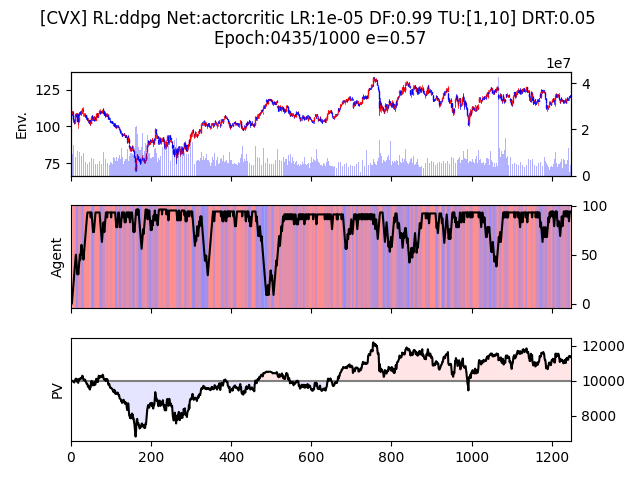 [CVX] RL:ddpg Net:actorcritic LR:1e-05 DF:0.99 TU:[1,10] DRT:0.05
Epoch:0435/1000 e=0.57
1e7
125
100
75
Env.
4
2
0
Agent
100
50
0
PV
12000
10000
8000
0 200 400 600 800 1000 1200